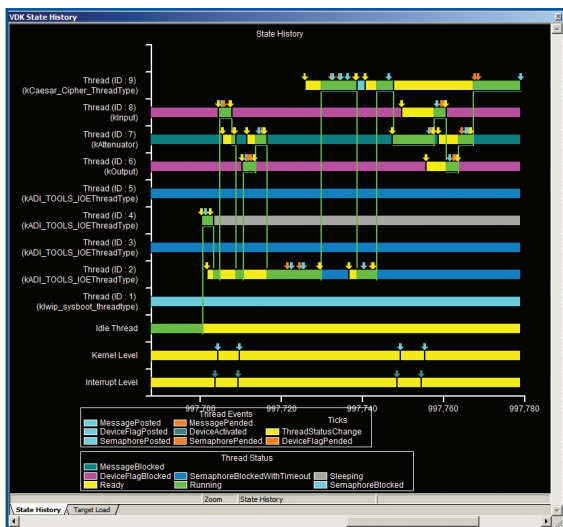 VDK State History
State History
Thread (ID : 9)
(kCaesar_Cipher_ThreadType)
Thread (ID : 8)
(kInput)
Thread (ID : 7)
(kAttenuator)
Thread (ID : 6)
(kOutput)
Thread (ID : 5)
(kADI_TOOLS_IOEThreadType)
Thread (ID : 4)
(kADI_TOOLS_IOEThreadType)
Thread (ID : 3)
(kADI_TOOLS_IOEThreadType)
Thread (ID : 2)
(kADI_TOOLS_IOEThreadType)
Thread (ID : 1)
(klwip_sysboot_threadtype)
Idle Thread
Kernel Level
Interrupt Level
997,700 997,720 997,740 997,760 997,780
Thread Events Ticks
MessagePosted MessagePended
DeviceFlagPosted DeviceActivated ThreadStatusChange
SemaphorePosted SemaphorePended DeviceFlagPended
Thread Status
MessageBlocked
DeviceFlagBlocked SemaphoreBlockedWithTimeout Sleeping
Ready Running SemaphoreBlocked
Zoom State History
State History Target Load